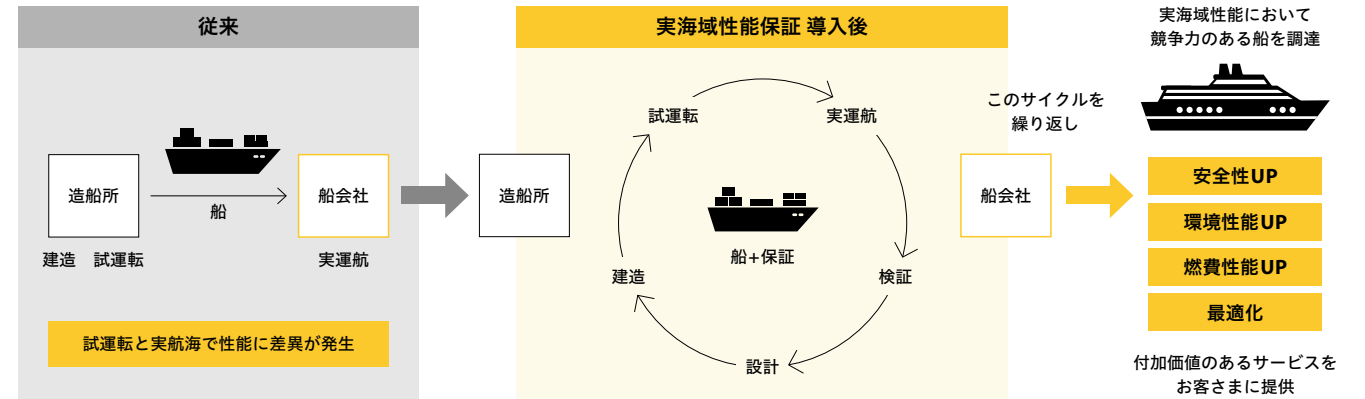 従来
造船所
船
船会社
建造　試運転
実運航
試運転と実航海で性能に差異が発生
実海域性能保証 導入後
造船所
試運転
実運航
検証
設計
建造
船+保証
このサイクルを
繰り返し
船会社
実海域性能において
競争力のある船を調達
安全性UP
環境性能UP
燃費性能UP
最適化
付加価値のあるサービスを
お客さまに提供